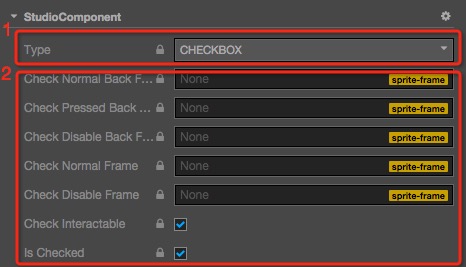 StudioComponent
1
Type CHECKBOX
2
Check Normal Back F... None sprite-frame
Check Pressed Back ... None sprite-frame
Check Disable Back F... None sprite-frame
Check Normal Frame None sprite-frame
Check Disable Frame None sprite-frame
Check Interactable
Is Checked